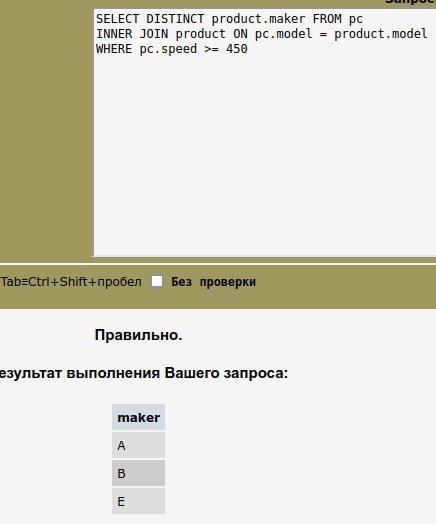 SELECT DISTINCT product.maker FROM pc
INNER JOIN product ON pc.model = product.model
WHERE pc.speed >= 450
Tab≡Ctrl+Shift+пробел Без проверки
Правильно.
езультат выполнения Вашего запроса:
maker
A
B
E